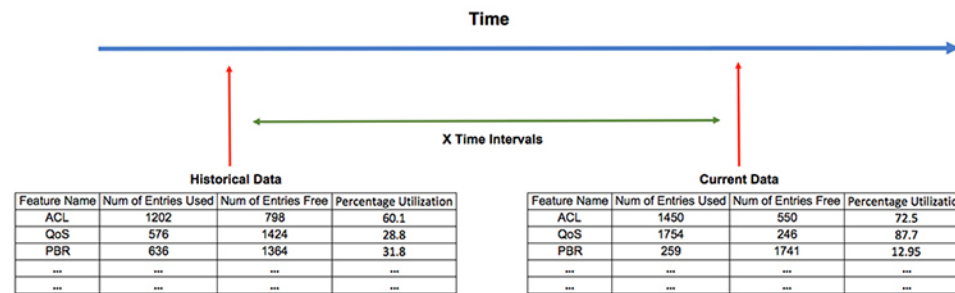 Time
X Time Intervals
Historical Data
Feature Name Num of Entries Used Num of Entries Free Percentage Utilization
ACL 1202 798 60.1
QoS 576 1424 28.8
PBR 636 1364 31.8
... ... ... ...
... ... ... ...
Current Data
Feature Name Num of Entries Used Num of Entries Free Percentage Utilizatio
ACL 1450 550 72.5
QoS 1754 246 87.7
PBR 259 1741 12.95
... ... ... ...
... ... ... ...